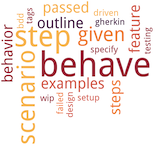 passed
driven
bdd
tags
outline
gherkin
step
given
specify
behavior
scenario
behave
feature
testing
examples
wip
failed
design
setup
steps